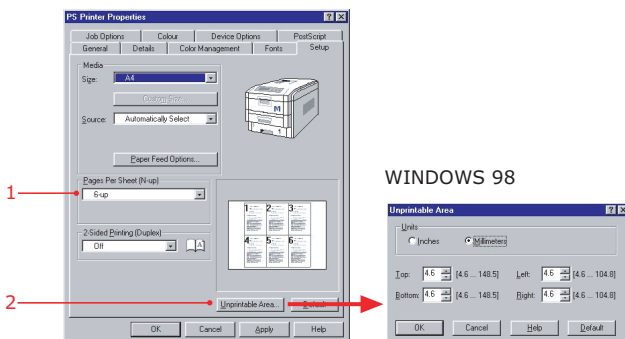 PS Printer Properties
Job Options Colour Device Options PostScript
General Details Color Management Fonts Setup
Media
Size: A4
Custom Size...
Source: Automatically Select
Paper Feed Options...
1
Pages Per Sheet (N-up)
6-up
2-Sided Printing (Duplex)
Off
A
M
1 2 3
4 5 6
2
Unprintable Area... Default
OK Cancel Apply Help
WINDOWS 98
Unprintable Area
Units
Inches Millimeters
Top: 4.6 [4.6 ... 148.5] Left: 4.6 [4.6 ... 104.8]
Bottom: 4.6 [4.6 ... 148.5] Right: 4.6 [4.6 ... 104.8]
OK Cancel Help Default